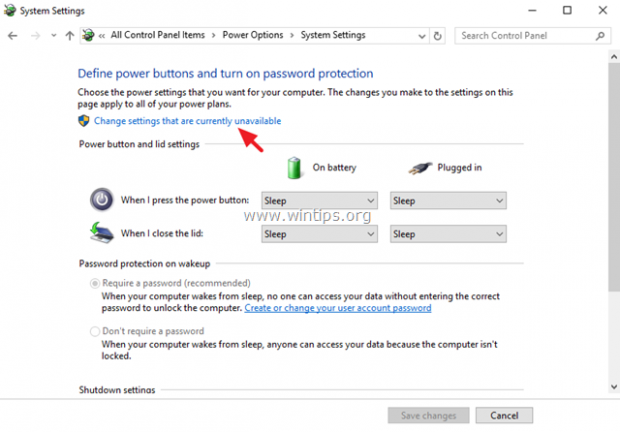 System Settings
« All Control Panel Items > Power Options > System Settings
Search Control Panel
Define power buttons and turn on password protection
Choose the power settings that you want for your computer. The changes you make to the settings on this
page apply to all of your power plans.
Change settings that are currently unavailable
Power button and lid settings
On battery Plugged in
When I press the power button: Sleep Sleep
www.wintips.org
When I close the lid: Sleep Sleep
Password protection on wakeup
Require a password (recommended)
When your computer wakes from sleep, no one can access your data without entering the correct
password to unlock the computer. Create or change your user account password
Don't require a password
When your computer wakes from sleep, anyone can access your data because the computer isn't
locked.
Shutdown settings
Save changes Cancel